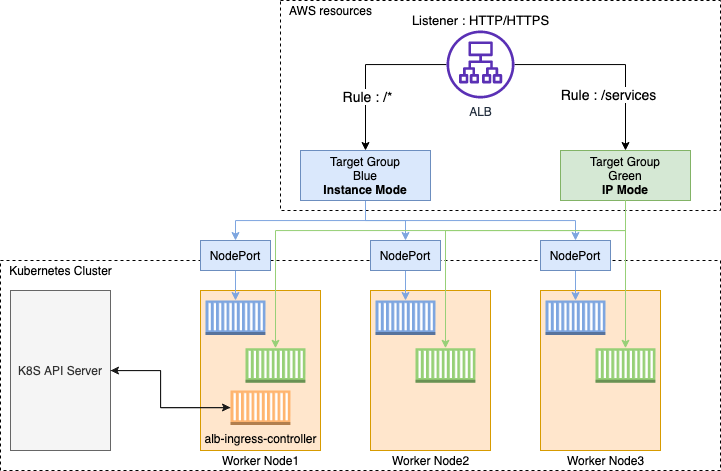 AWS resources
Listener : HTTP/HTTPS
Rule : /*
Rule : /services
ALB
Target Group
Blue
Instance Mode
Target Group
Green
IP Mode
NodePort
NodePort
NodePort
Kubernetes Cluster
K8S API Server
alb-ingress-controller
Worker Node1
Worker Node2
Worker Node3